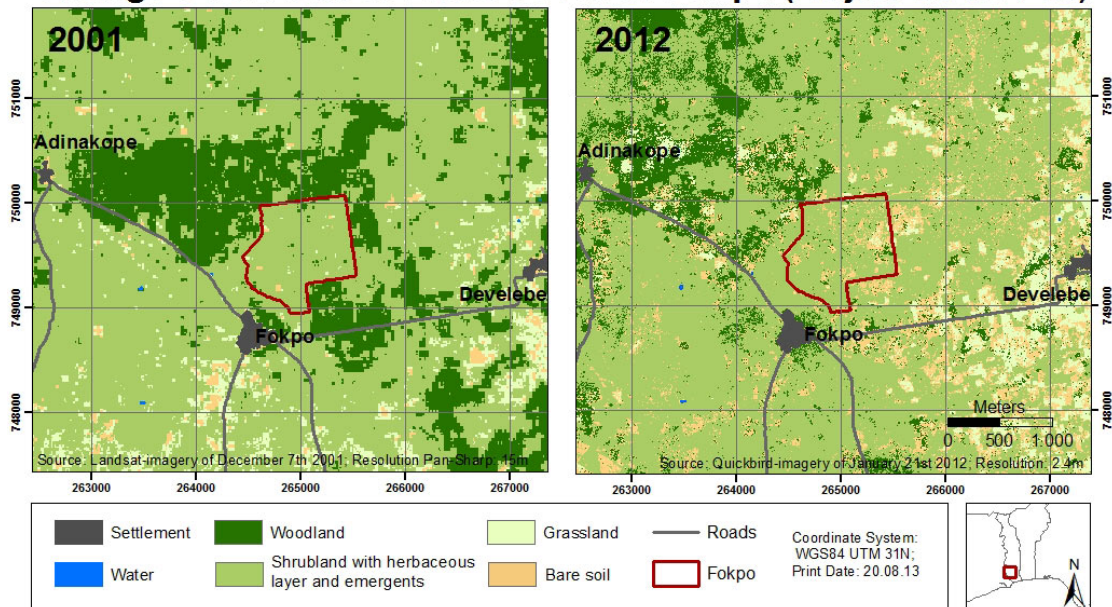 2001
751000
Adinakope
750000
749000
Develebe
Fokpo
748000
Source: Landsat-imagery of December 7th 2001; Resolution Pan-Sharp. 15m
263000 264000 265000 266000 267000
2012
751000
Adinakope
750000
749000
Develebe
Fokpo
748000
Meters
0 500 1 000
Source: Quickbird-imagery of January 21st 2012; Resolution: 2.4m
263000 264000 265000 266000 267000
Settlement
Woodland
Grassland
Roads
Water
Shrubland with herbaceous
layer and emergents
Bare soil
Fokpo
Coordinate System:
WGS84 UTM 31N;
Print Date: 20.08.13
N